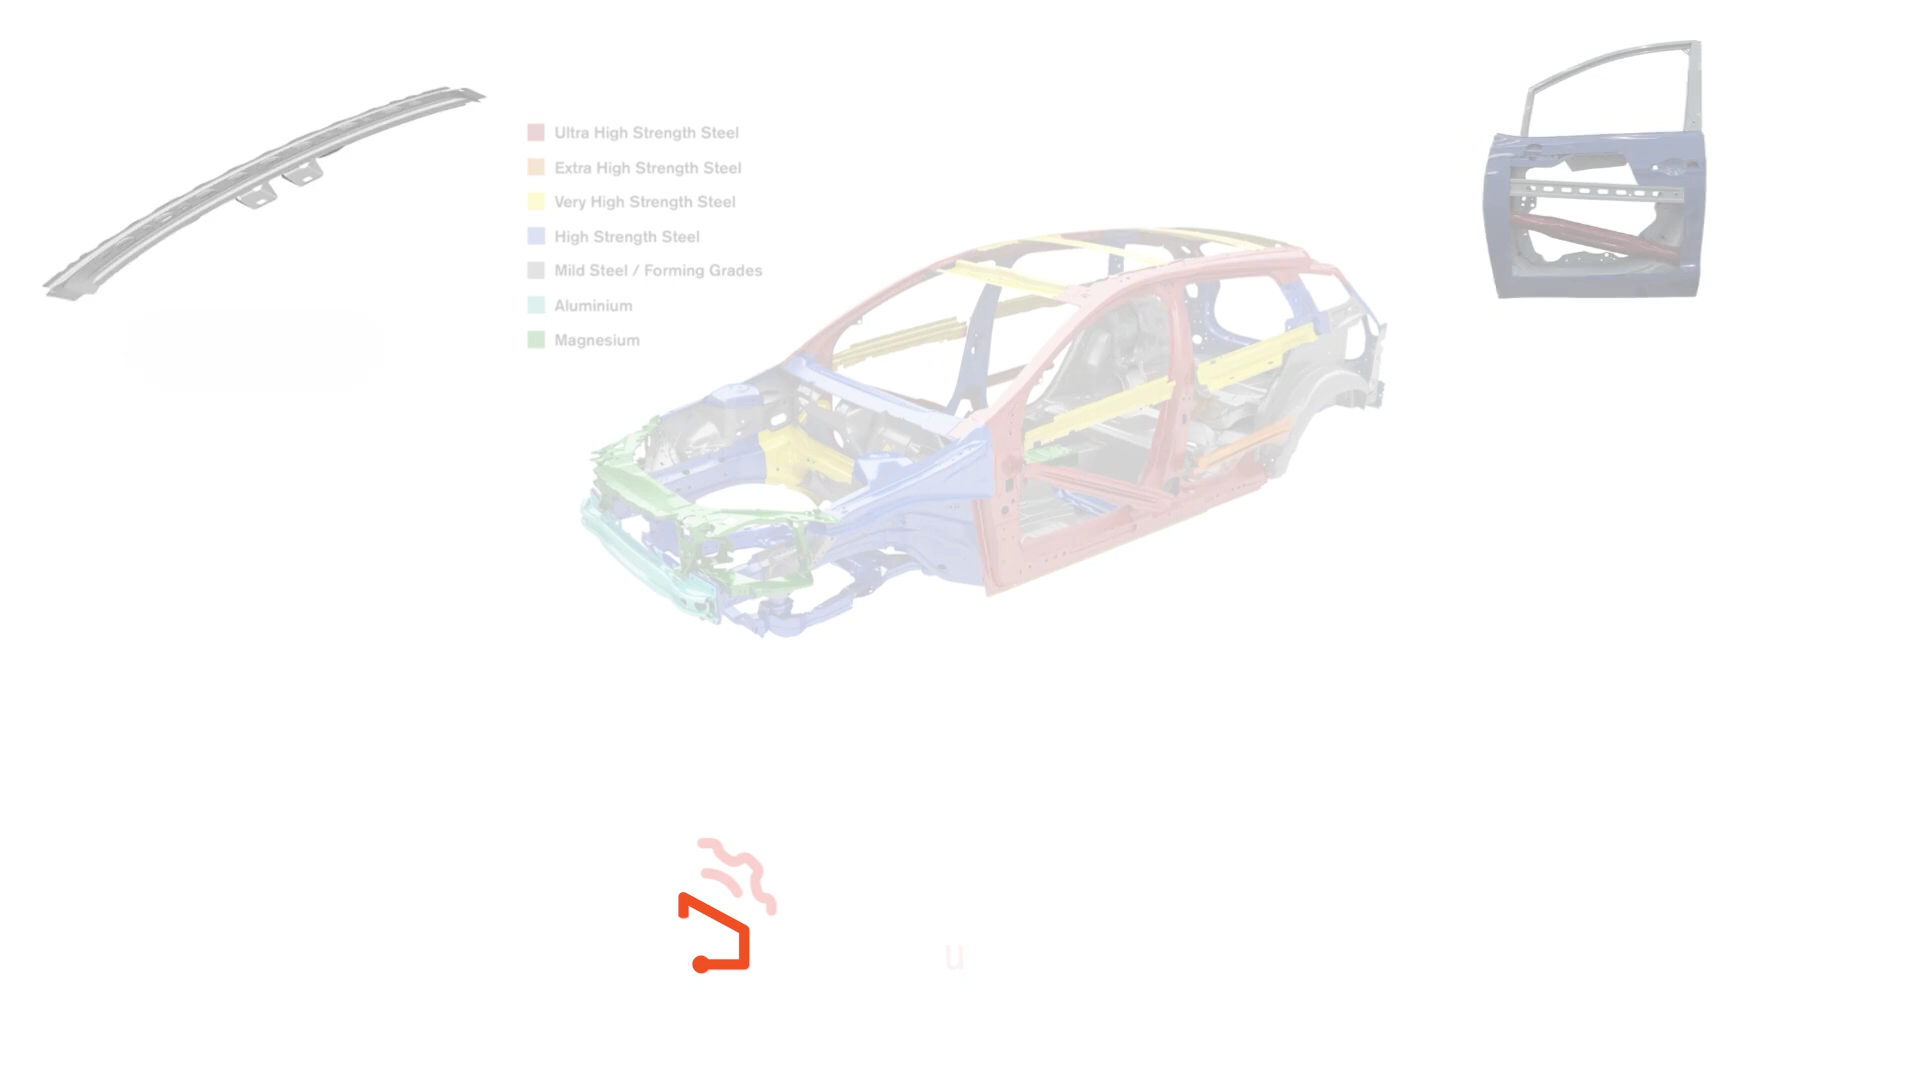 Ultra High Strength Steel
Extra High Strength Steel
Very High Strength Steel
High Strength Steel
Mild Steel / Forming Grades
Aluminium
Magnesium
u